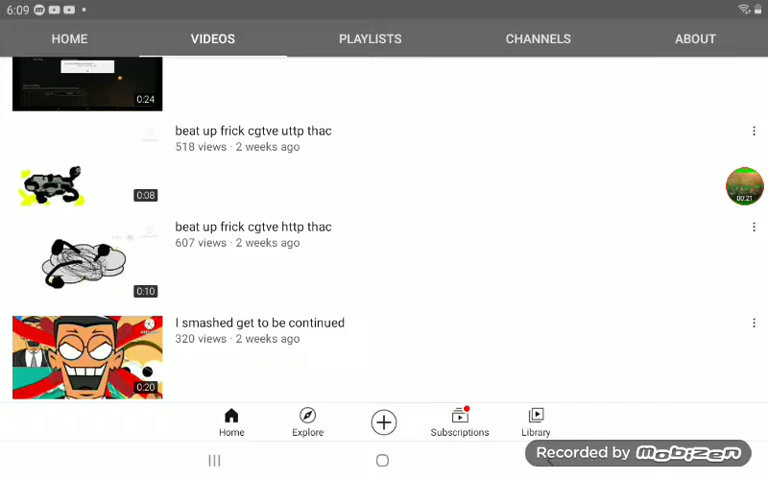 6:09
HOME VIDEOS PLAYLISTS CHANNELS ABOUT
0:24
beat up frick cgtve uttp thac
518 views · 2 weeks ago
0:08
00:21
beat up frick cgtve http thac
607 views · 2 weeks ago
0:10
I smashed get to be continued
320 views · 2 weeks ago
0:20
Home Explore Subscriptions Library
Recorded by mobizen